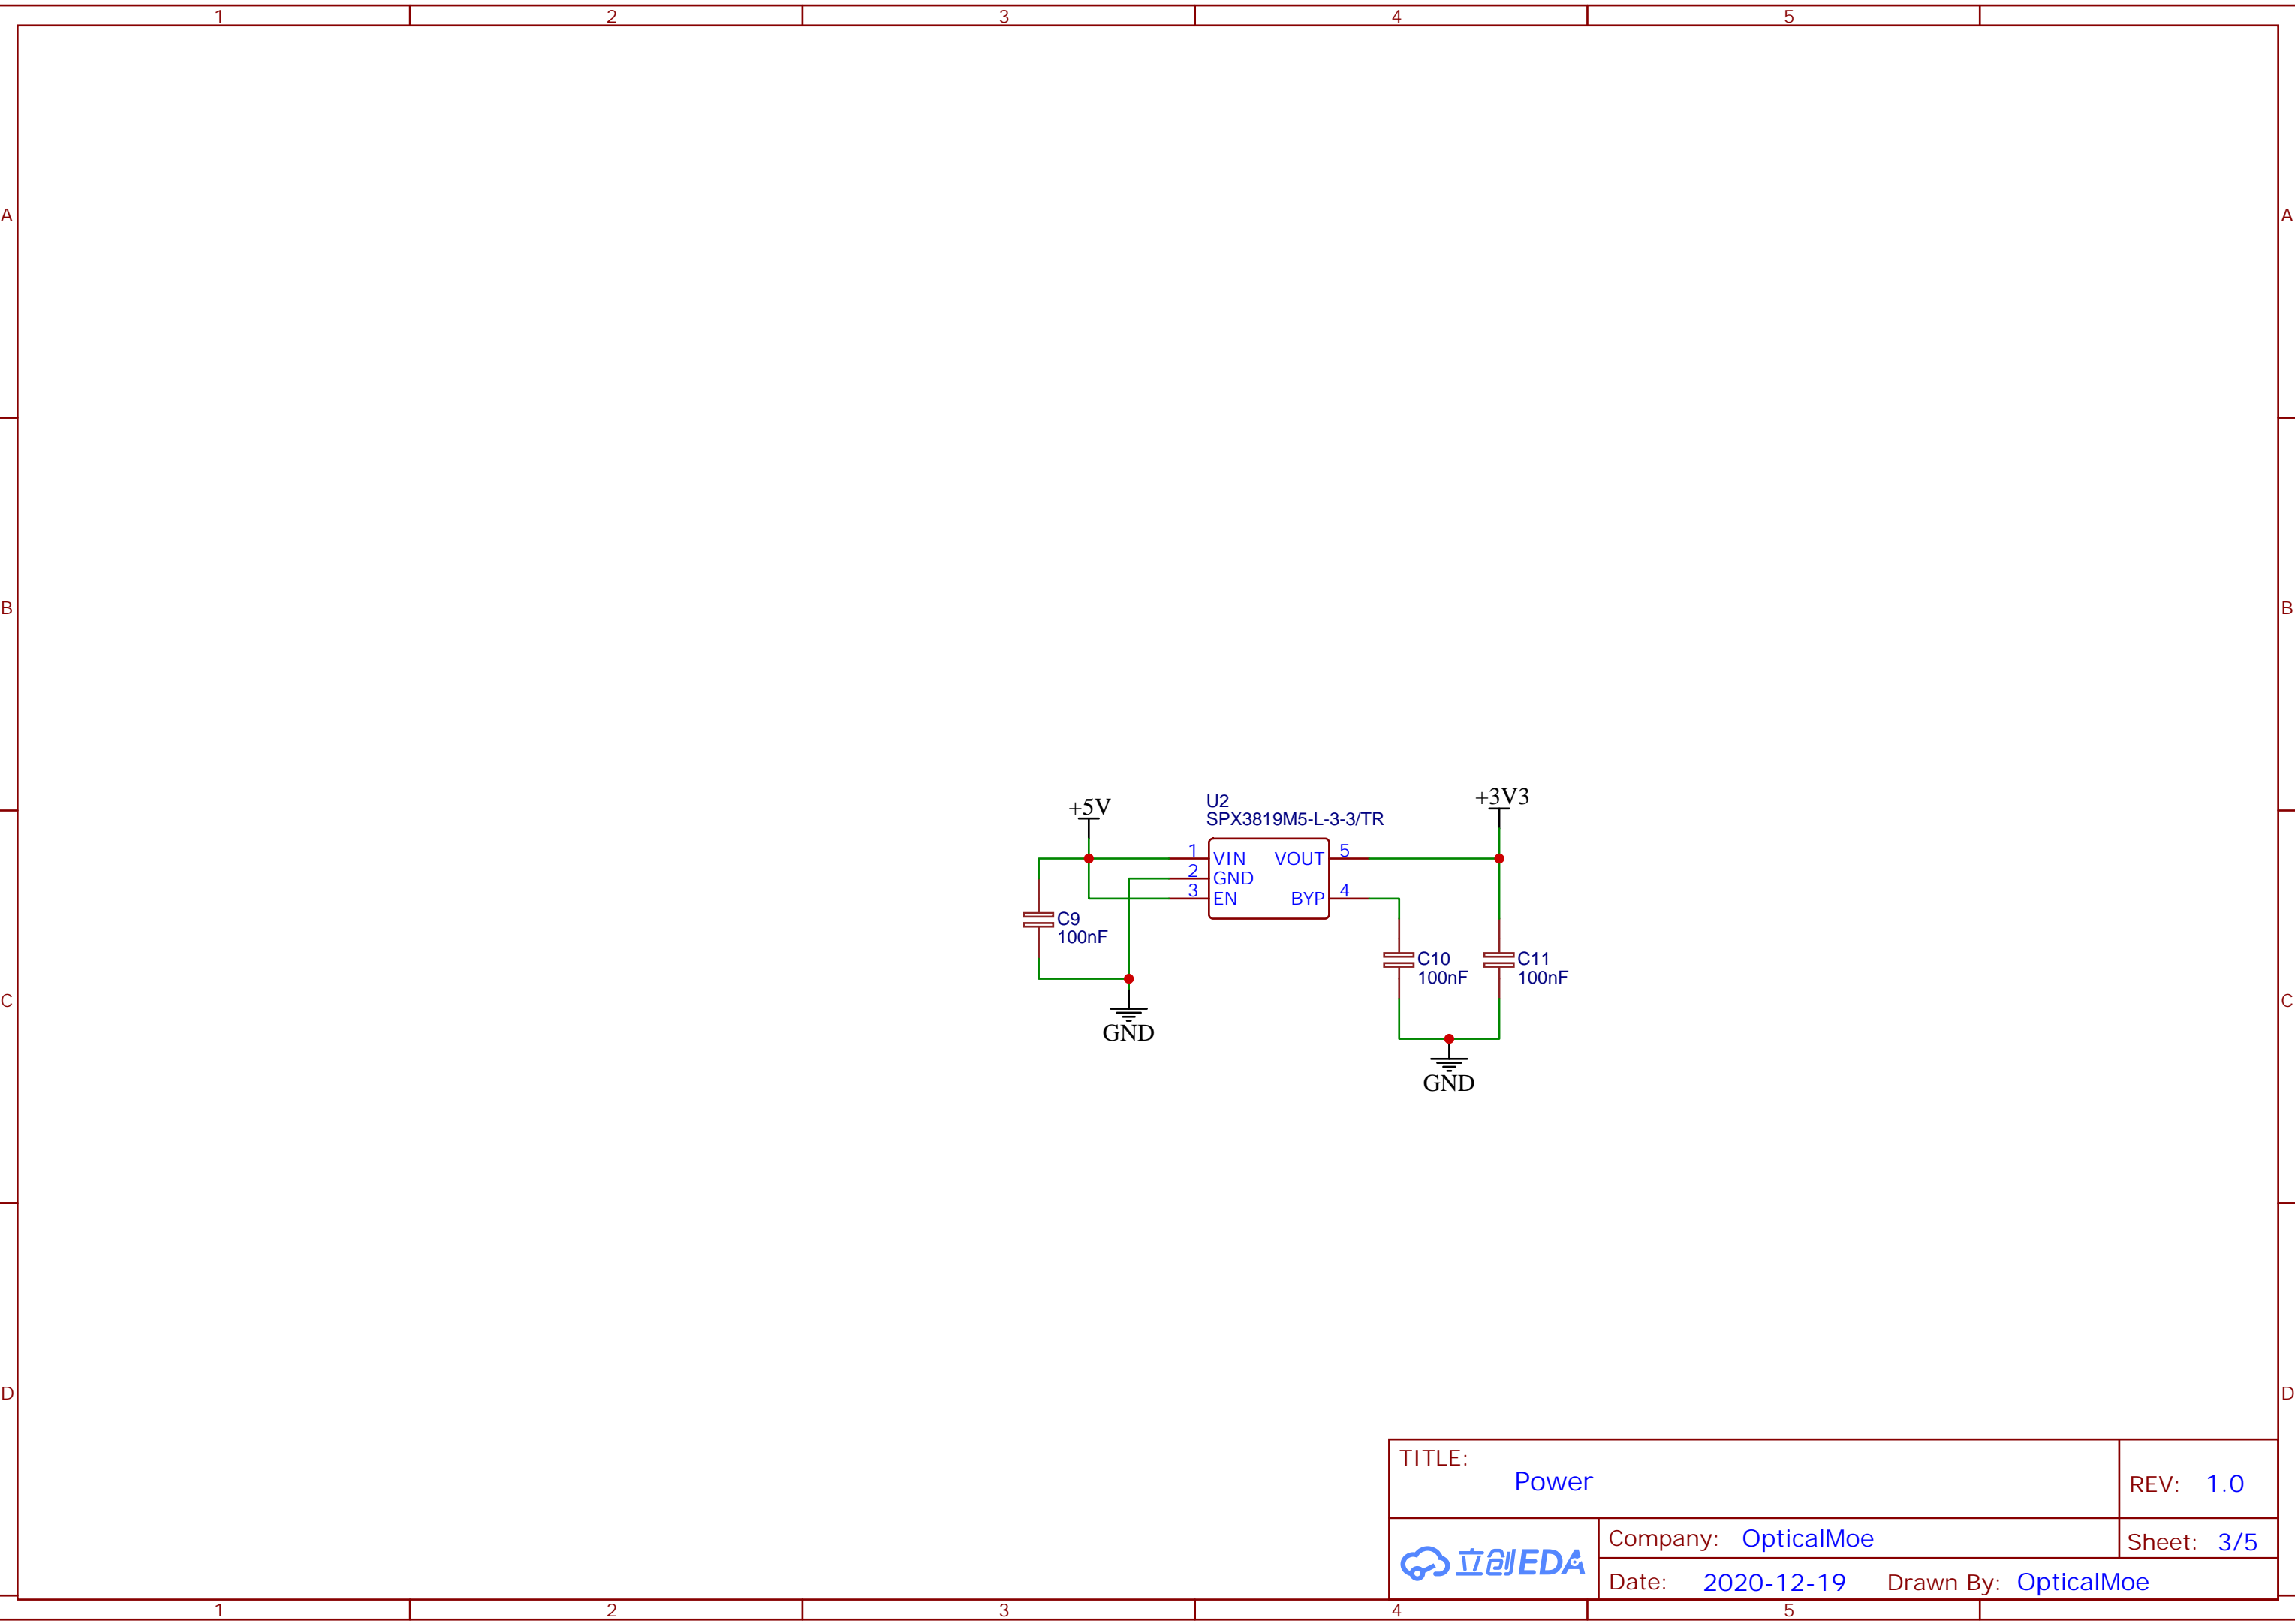 1 2 3 4 5
A A
B B
+5V
U2
SPX3819M5-L-3-3/TR
+3V3
1 VIN VOUT 5
2 GND
3 EN BYP 4
C9
100nF
C10
100nF
C11
100nF
GND
GND
C C
D D
TITLE:
Power
REV: 1.0
立创EDA
Company: OpticalMoe
Sheet: 3/5
Date: 2020-12-19 Drawn By: OpticalMoe
1 2 3 4 5